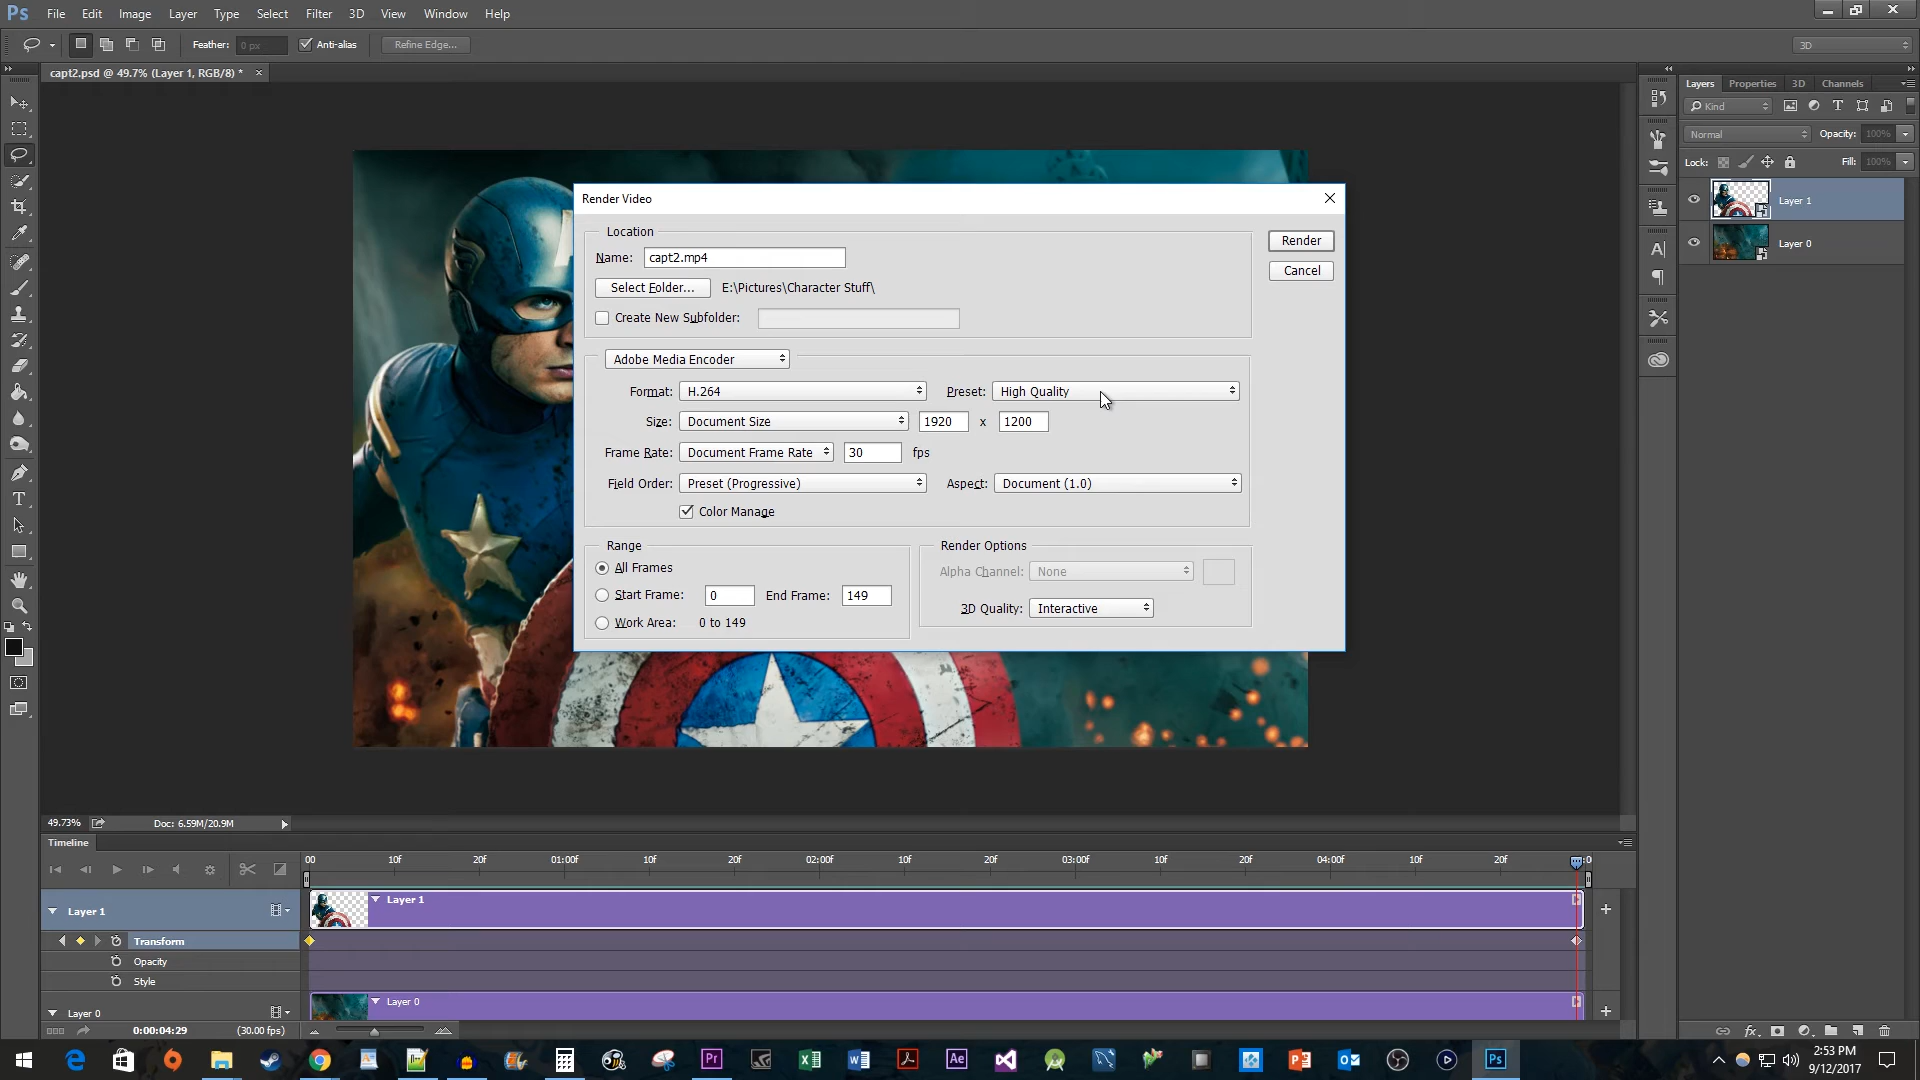 Ps File Edit Image Layer Type Select Filter 3D View Window Help
Feather: 0 px Anti-alias Refine Edge... 3D
capt2.psd @ 49.7% (Layer 1, RGB/8) * ×
Layers Properties 3D Channels
Kind
Normal Opacity: 100%
Lock: Fill: 100%
Layer 1
Layer 0
Render Video
Location
Name: capt2.mp4
Render
Select Folder... E:\Pictures\Character Stuff\
Cancel
Create New Subfolder:
Adobe Media Encoder
Format: H.264 Preset: High Quality
Size: Document Size 1920 x 1200
Frame Rate: Document Frame Rate 30 fps
Field Order: Preset (Progressive) Aspect: Document (1.0)
Color Manage
Range
All Frames
Start Frame: 0 End Frame: 149
Work Area: 0 to 149
Render Options
Alpha Channel: None
3D Quality: Interactive
49.73% Doc: 6.59M/20.9M
Timeline
00 10f 20f 01:00f 10f 20f 02:00f 10f 20f 03:00f 10f 20f 04:00f 10f 20f
Layer 1 Layer 1
Transform
Opacity
Style
Layer 0 Layer 0
0:00:04:29 (30.00 fps)
Pr Ae Ps
2:53 PM
9/12/2017